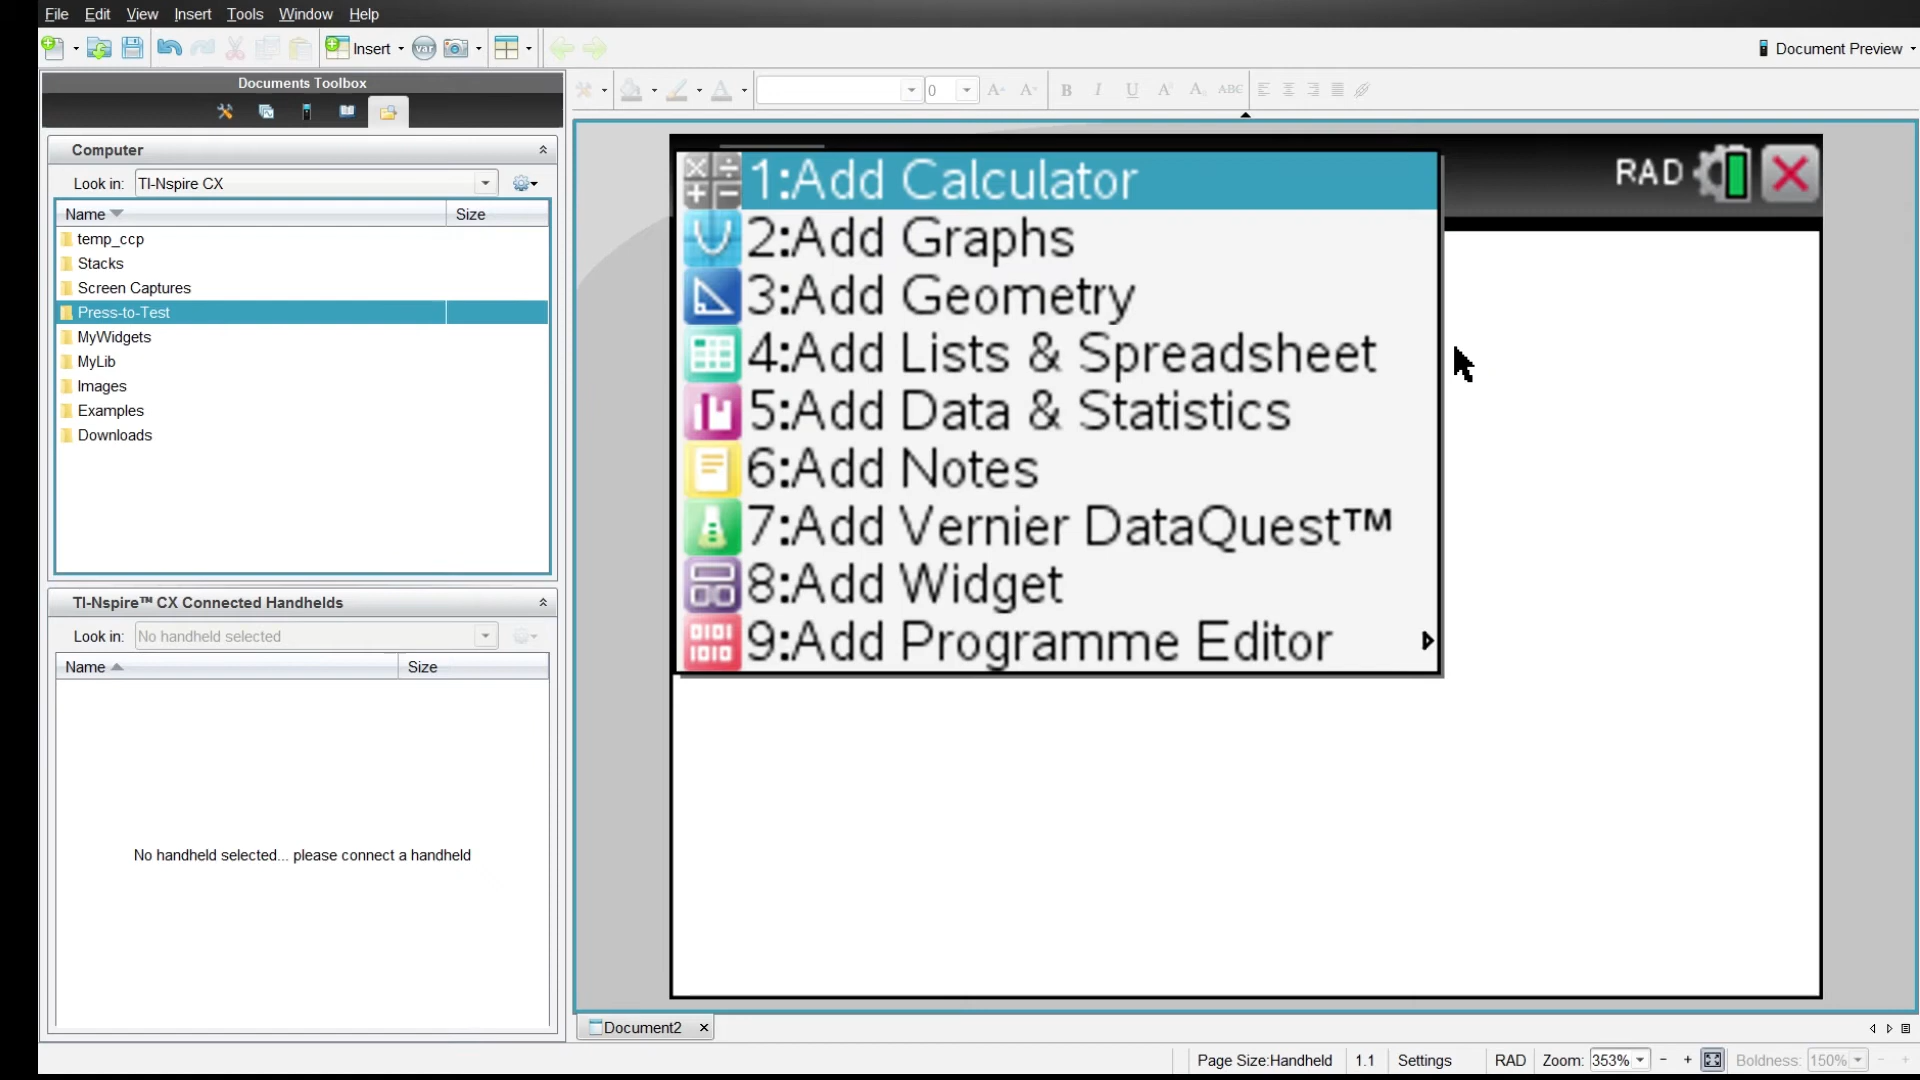 File Edit View Insert Tools Window Help
Insert var Document Preview
Documents Toolbox
0 A+ A- B I U A A ABC
Computer
Look in: TI-Nspire CX
Name Size
temp_ccp
Stacks
Screen Captures
Press-to-Test
MyWidgets
MyLib
Images
Examples
Downloads
TI-Nspire™ CX Connected Handhelds
Look in: No handheld selected
Name Size
No handheld selected... please connect a handheld
RAD
1:Add Calculator
2:Add Graphs
3:Add Geometry
4:Add Lists & Spreadsheet
5:Add Data & Statistics
6:Add Notes
7:Add Vernier DataQuest™
8:Add Widget
9:Add Programme Editor
Document2
Page Size:Handheld 1.1 Settings RAD Zoom: 353% - + Boldness: 150% - +